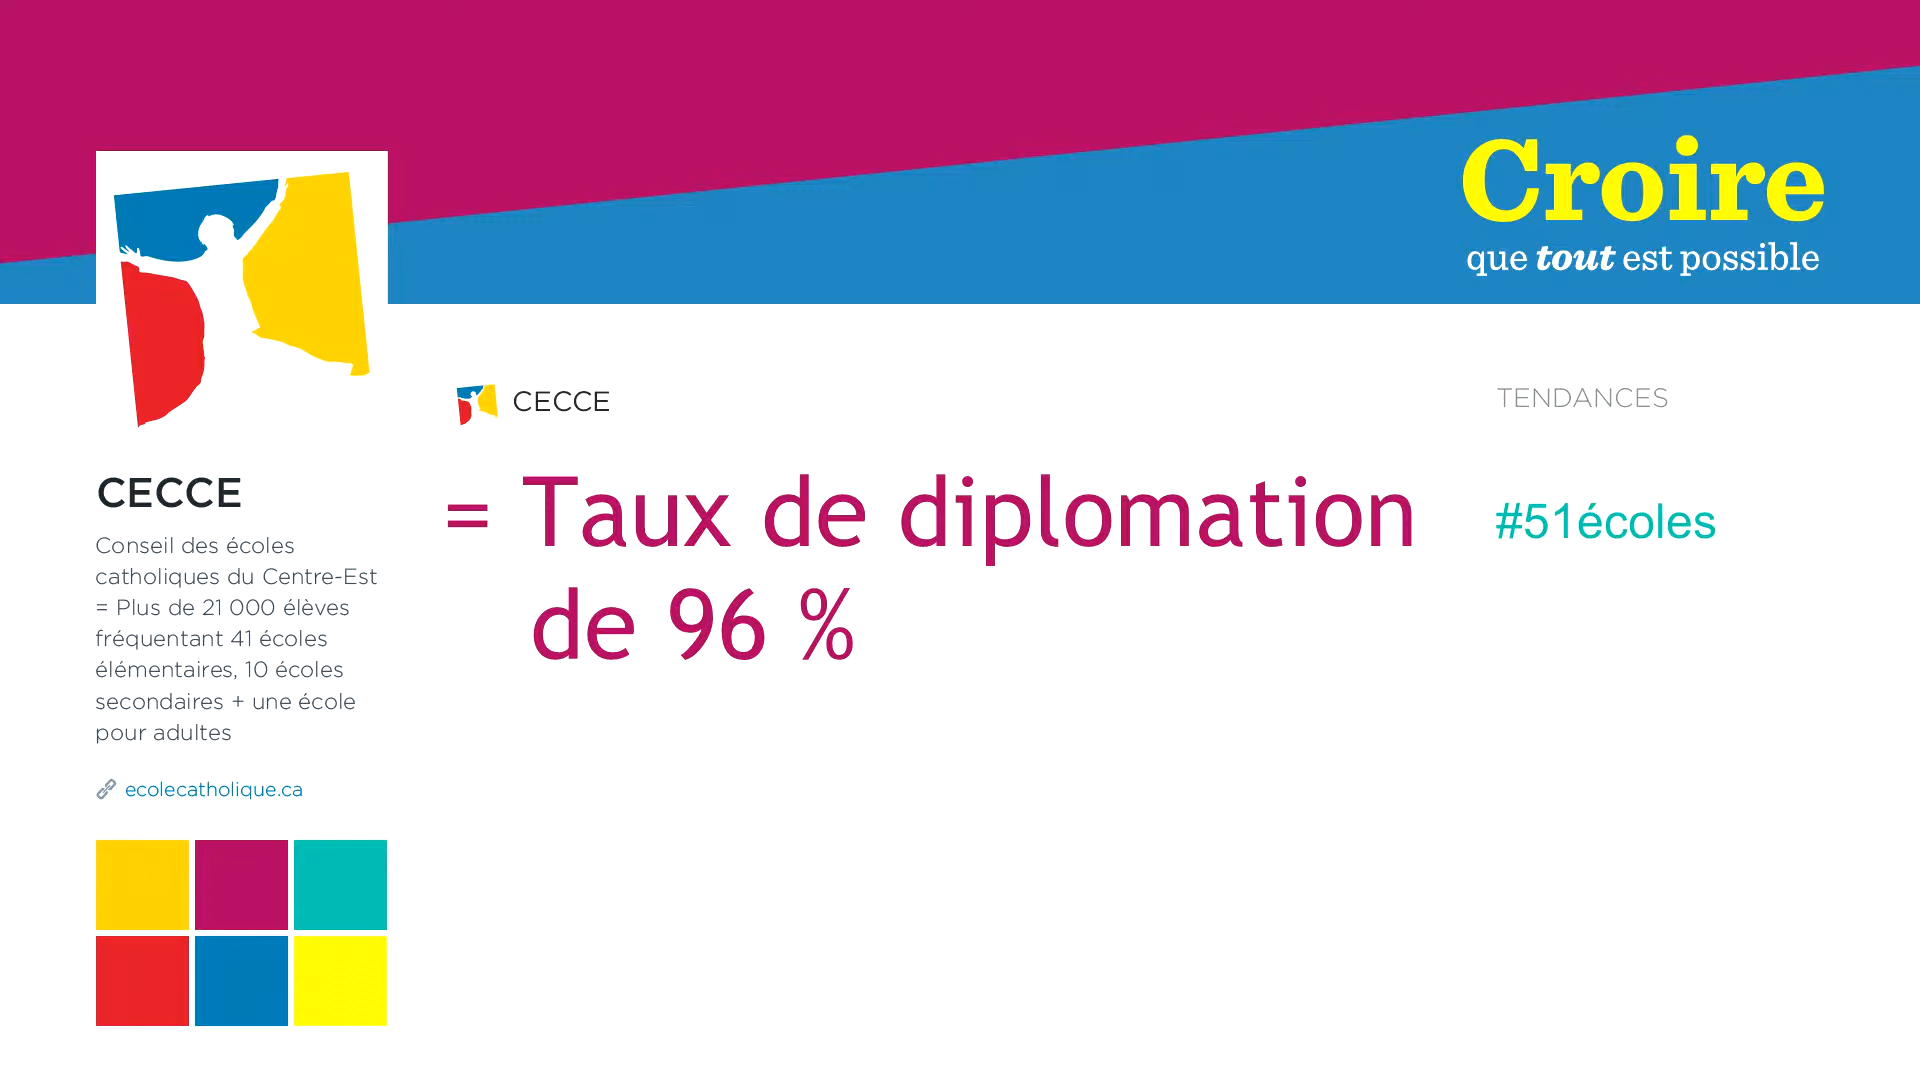 Croire
que tout est possible
CECCE
Conseil des écoles
catholiques du Centre-Est
= Plus de 21 000 élèves
fréquentant 41 écoles
élémentaires, 10 écoles
secondaires + une école
pour adultes
ecolecatholique.ca
CECCE
= Taux de diplomation
de 96 %
TENDANCES
#51écoles